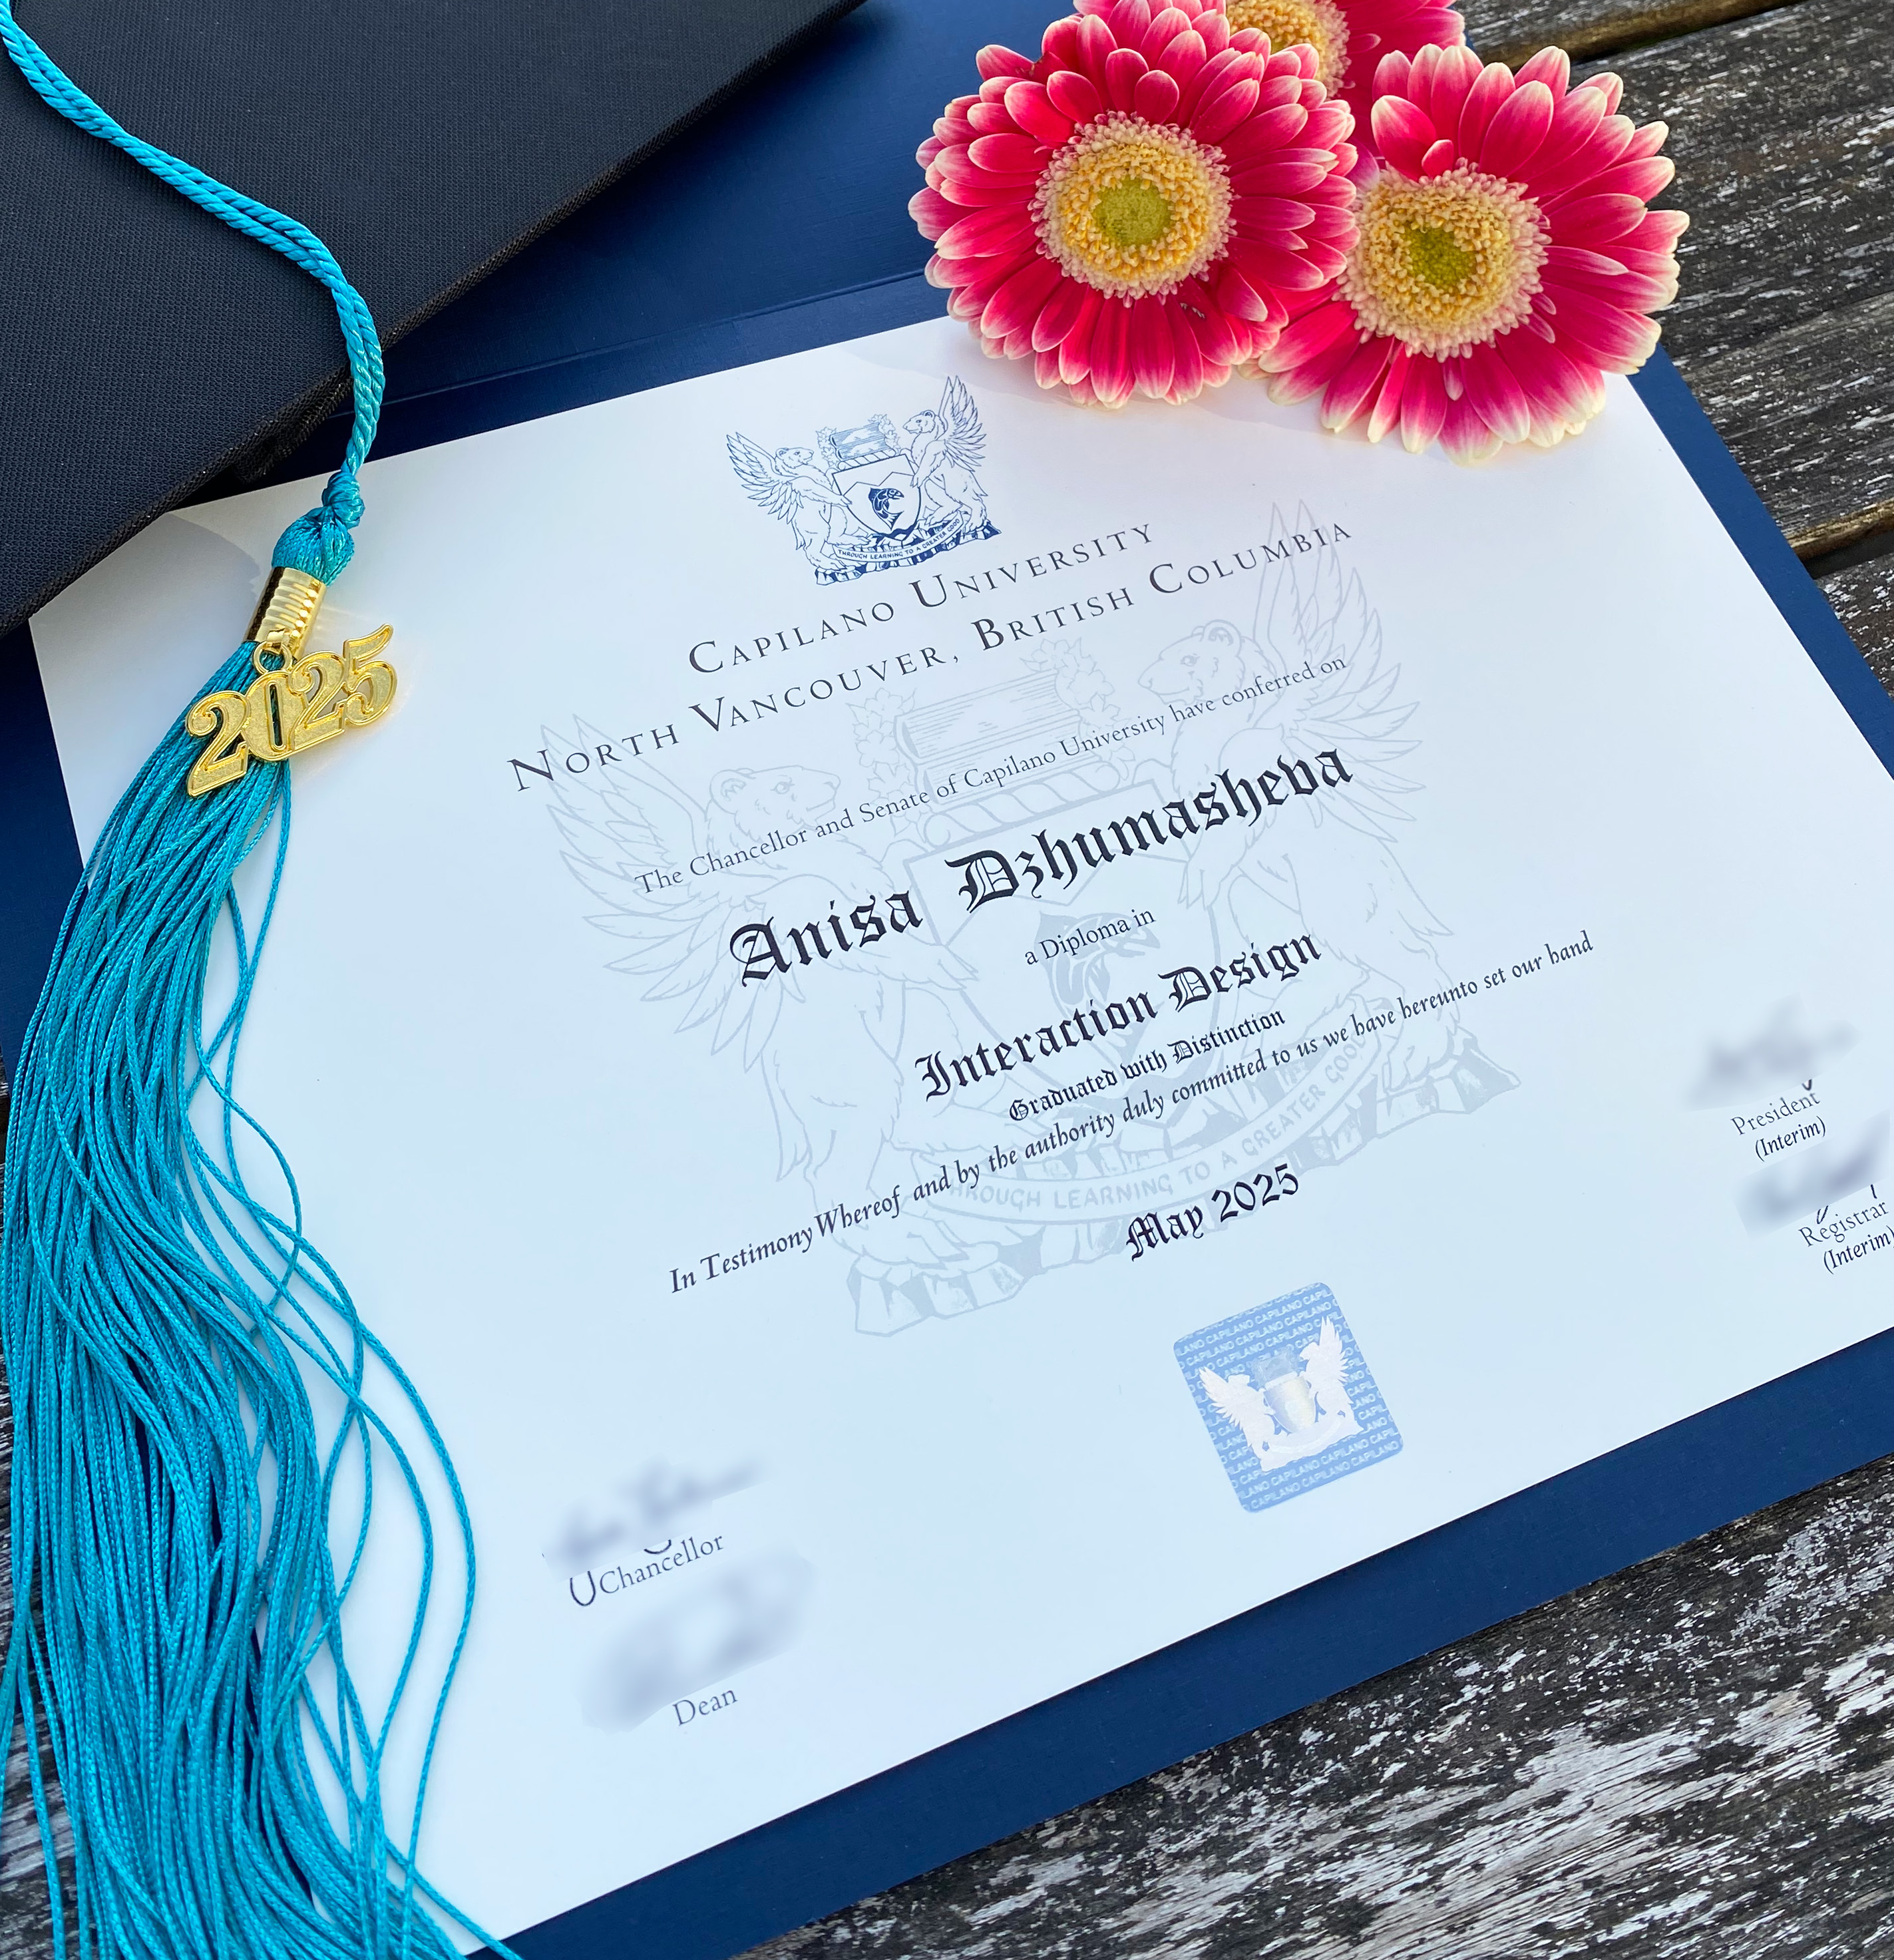 2025
THROUGH LEARNING TO A GREATER GOOD
CAPILANO UNIVERSITY
NORTH VANCOUVER, BRITISH COLUMBIA
The Chancellor and Senate of Capilano University have conferred on
Anisa Dzhumasheva
a Diploma in
Interaction Design
Graduated with Distinction
In Testimony Whereof and by the authority duly committed to us we have hereunto set our hand
THROUGH LEARNING TO A GREATER GOOD
May 2025
President
(Interim)
Registrar
(Interim)
CAPILANO CAPILANO CAPILANO
Chancellor
Dean